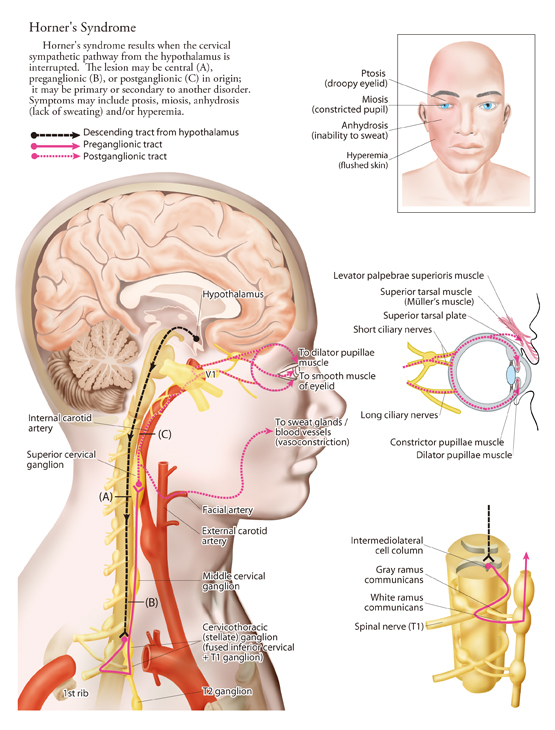 Horner's Syndrome
Horner's syndrome results when the cervical
sympathetic pathway from the hypothalamus is
interrupted. The lesion may be central (A),
preganglionic (B), or postganglionic (C) in origin;
it may be primary or secondary to another disorder.
Symptoms may include ptosis, miosis, anhydrosis
(lack of sweating) and/or hyperemia.
Descending tract from hypothalamus
Preganglionic tract
Postganglionic tract
Ptosis
(droopy eyelid)
Miosis
(constricted pupil)
Anhydrosis
(inability to sweat)
Hyperemia
(flushed skin)
Hypothalamus
V1
To dilator pupillae
muscle
To smooth muscle
of eyelid
To sweat glands /
blood vessels
(vasoconstriction)
Internal carotid
artery
(C)
Superior cervical
ganglion
(A)
Facial artery
External carotid
artery
Middle cervical
ganglion
(B)
Cervicothoracic
(stellate) ganglion
(fused inferior cervical
+ T1 ganglion)
1st rib
T2 ganglion
Levator palpebrae superioris muscle
Superior tarsal muscle
(Müller's muscle)
Superior tarsal plate
Short ciliary nerves
Long ciliary nerves
Constrictor pupillae muscle
Dilator pupillae muscle
Intermediolateral
cell column
Gray ramus
communicans
White ramus
communicans
Spinal nerve (T1)